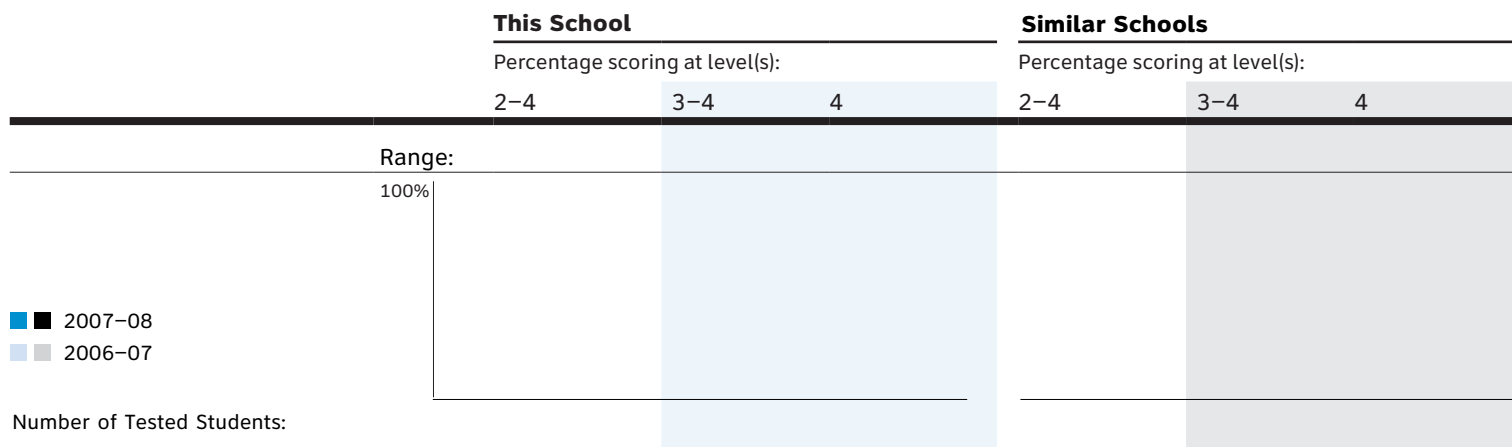 This School Similar Schools
Percentage scoring at level(s): Percentage scoring at level(s):
2–4 3–4 4 2–4 3–4 4
Range:
100%
2007–08
2006–07
Number of Tested Students: